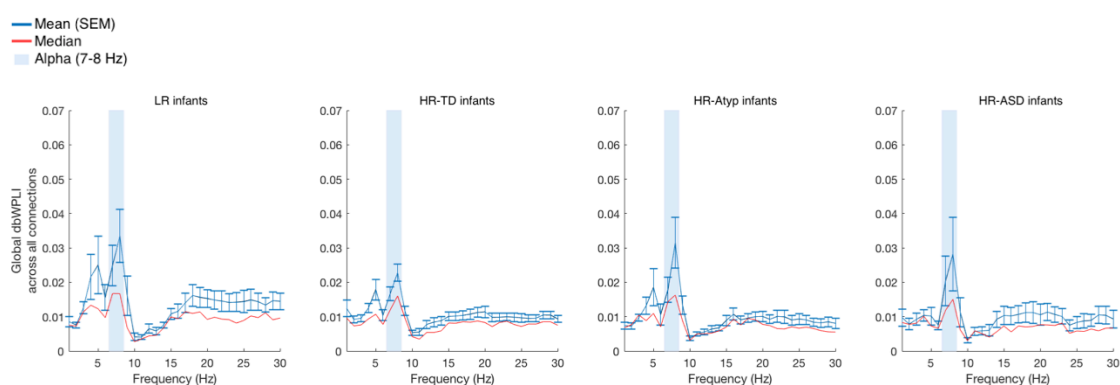 Mean (SEM)
Median
Alpha (7-8 Hz)
LR infants
HR-TD infants
HR-Atyp infants
HR-ASD infants
Global dbWPLI
across all connections
0.07
0.06
0.05
0.04
0.03
0.02
0.01
0
5 10 15 20 25 30
Frequency (Hz)
0.07
0.06
0.05
0.04
0.03
0.02
0.01
0
5 10 15 20 25 30
Frequency (Hz)
0.07
0.06
0.05
0.04
0.03
0.02
0.01
0
5 10 15 20 25 30
Frequency (Hz)
0.07
0.06
0.05
0.04
0.03
0.02
0.01
0
5 10 15 20 25 30
Frequency (Hz)